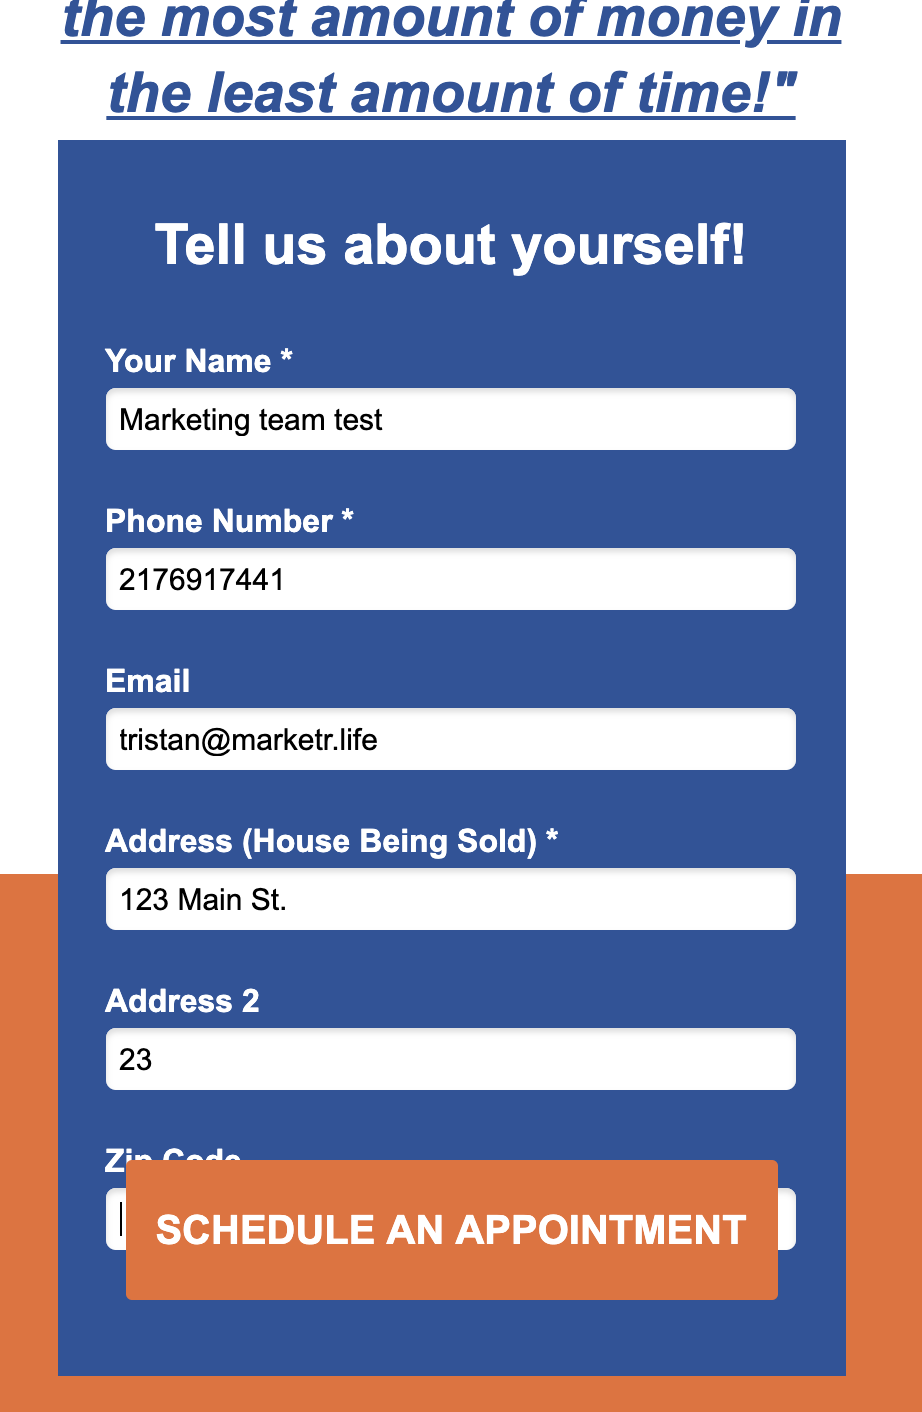 the most amount of money in
the least amount of time!"
Tell us about yourself!
Your Name *
Marketing team test
Phone Number *
2176917441
Email
tristan@marketr.life
Address (House Being Sold) *
123 Main St.
Address 2
23
Zip Code
SCHEDULE AN APPOINTMENT